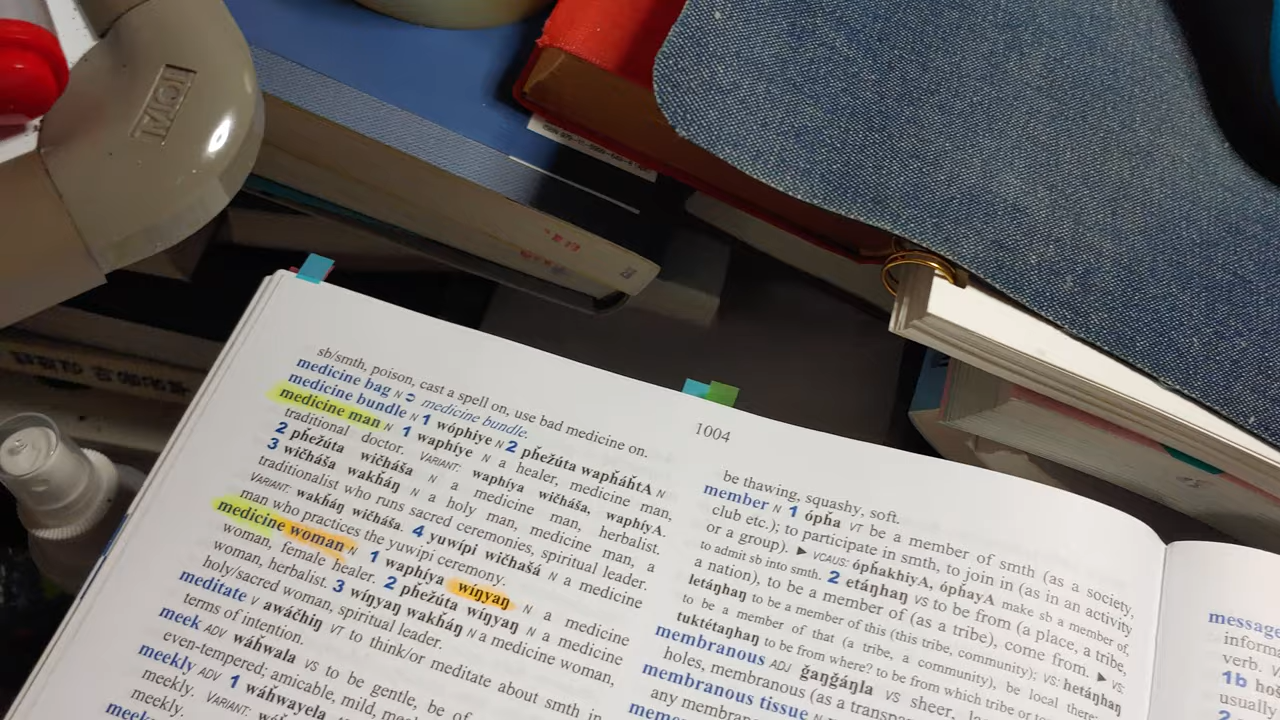 sb/smth, poison, cast a spell on, use bad medicine on.
medicine bag N ➲ medicine bundle.
medicine bundle N 1 wóphiye N 2 pȟežúta wapȟáȟtA N
medicine man N 1 waphíye N a healer, medicine man,
traditional doctor. VARIANT: waphíya wičháša, waphíyA.
2 pȟežúta wičháša N a medicine man, herbalist.
3 wičháša wakȟáŋ N a holy man, medicine man, a
traditionalist who runs sacred ceremonies, spiritual leader.
VARIANT: wakȟáŋ wičháša. 4 yuwípi wičhášá N a medicine
man who practices the yuwipi ceremony.
medicine woman N 1 waphíya wíŋyaŋ N a medicine
woman, female healer. 2 pȟežúta wíŋyaŋ N a medicine
woman, herbalist. 3 wíŋyaŋ wakȟáŋ N a medicine woman,
holy/sacred woman, spiritual leader.
meditate V awáčhiŋ VT to think/or meditate about smth in
terms of intention.
meek ADV wáȟwala VS to be gentle, be of
even-tempered; amicable, mild,
meekly ADV 1 wáȟwayela
meekly. VARIANT:
meekly.
1004
be thawing, squashy, soft.
member N 1 ópȟa VT be a member of smth (as a society,
club etc.); to participate in smth, to join in (as in an activity
or a group). ▶ VCAUS: ópȟakhiyA, ópȟayA make sb a member of,
to admit sb into smth. 2 etáŋhaŋ VS to be from (a place, a tribe,
a nation), to be a member of (as a tribe), come from. ▶ VS:
letáŋhaŋ to be a member of this (this tribe, community); VS: hetáŋhaŋ
to be a member of that (a tribe, a community), be local there;
tuktétaŋhaŋ to be from where? to be from which tribe or
membranous ADJ ǧaŋǧáŋla VS sheer,
holes, membranous (as a
membranous tissue N
any
message
informa
verb. V
1b
usually
2
TOYAL